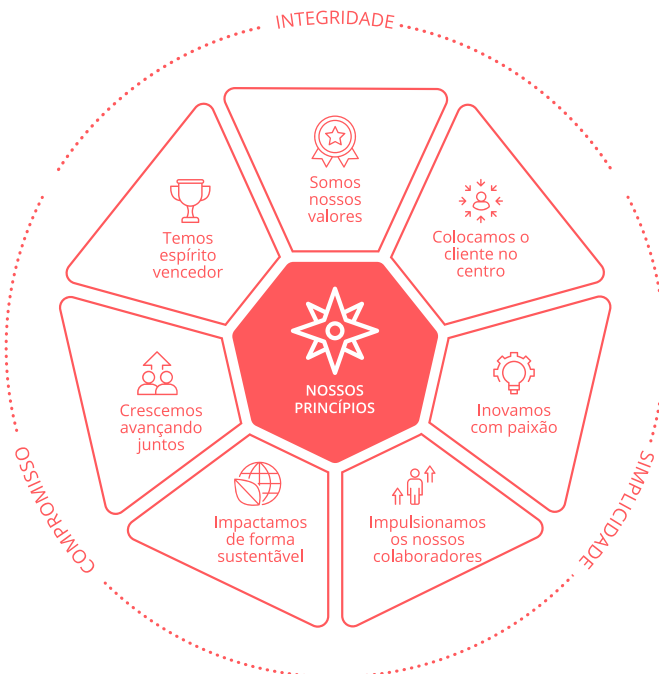 INTEGRIDADE
Somos
nossos
valores
Colocamos o
cliente no
centro
Inovamos
com paixão
Impulsionamos
os nossos
colaboradores
Impactamos
de forma
sustentãvel
Crescemos
avançando
juntos
Temos
espírito
vencedor
NOSSOS
PRINCÍPIOS
SIMPLICIDADE
COMPROMISSO